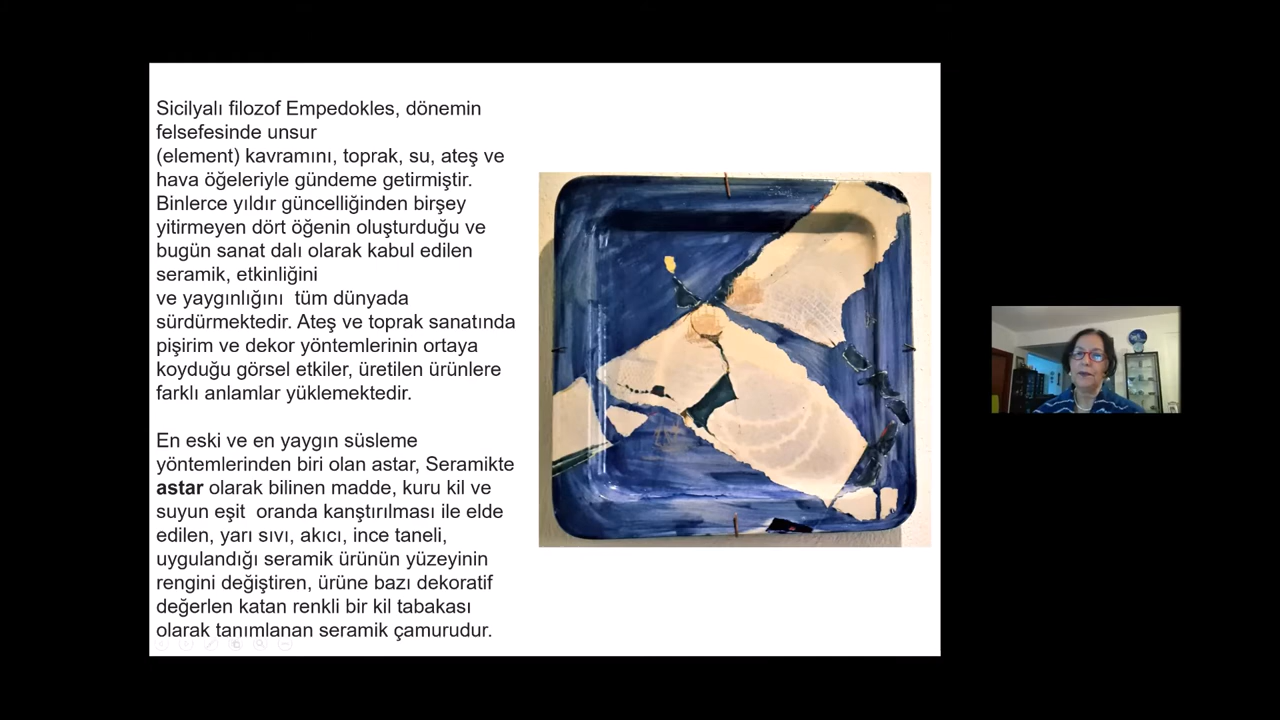 Sicilyalı filozof Empedokles, dönemin
felsefesinde unsur
(element) kavramını, toprak, su, ateş ve
hava öğeleriyle gündeme getirmiştir.
Binlerce yıldır güncelliğinden birşey
yitirmeyen dört öğenin oluşturduğu ve
bugün sanat dalı olarak kabul edilen
seramik, etkinliğini
ve yaygınlığını tüm dünyada
sürdürmektedir. Ateş ve toprak sanatında
pişirim ve dekor yöntemlerinin ortaya
koyduğu görsel etkiler, üretilen ürünlere
farklı anlamlar yüklemektedir.
En eski ve en yaygın süsleme
yöntemlerinden biri olan astar, Seramikte
astar olarak bilinen madde, kuru kil ve
suyun eşit oranda kanştırılması ile elde
edilen, yarı sıvı, akıcı, ince taneli,
uygulandığı seramik ürünün yüzeyinin
rengini değiştiren, ürüne bazı dekoratif
değerlen katan renkli bir kil tabakası
olarak tanımlanan seramik çamurudur.